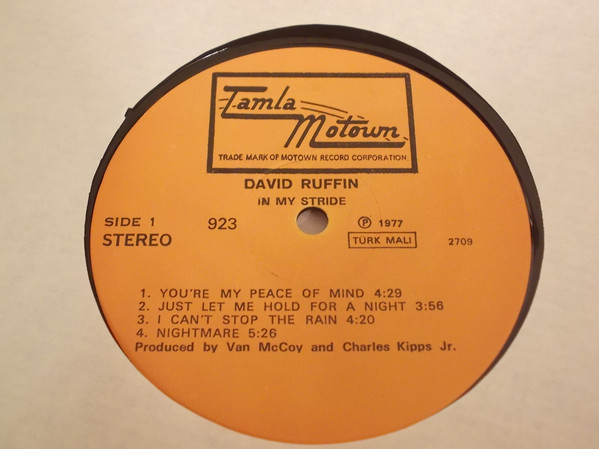 Tamla
Motown
TRADE MARK OF MOTOWN RECORD CORPORATION.
DAVID RUFFIN
IN MY STRIDE
SIDE 1 923 Ⓟ 1977
STEREO TÜRK MALI 2709
1. YOU'RE MY PEACE OF MIND 4:29
2. JUST LET ME HOLD FOR A NIGHT 3:56
3. I CAN'T STOP THE RAIN 4:20
4. NIGHTMARE 5:26
Produced by Van McCoy and Charles Kipps Jr.